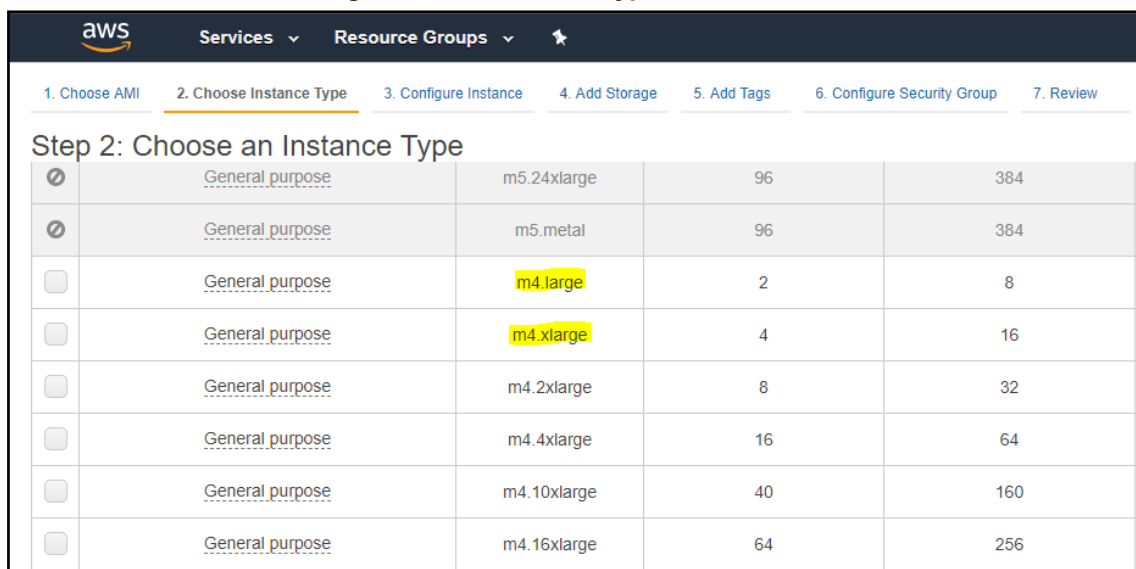 aws Services Resource Groups
1. Choose AMI 2. Choose Instance Type 3. Configure Instance 4. Add Storage 5. Add Tags 6. Configure Security Group 7. Review
Step 2: Choose an Instance Type
General purpose m5.24xlarge 96 384
General purpose m5.metal 96 384
General purpose m4.large 2 8
General purpose m4.xlarge 4 16
General purpose m4.2xlarge 8 32
General purpose m4.4xlarge 16 64
General purpose m4.10xlarge 40 160
General purpose m4.16xlarge 64 256